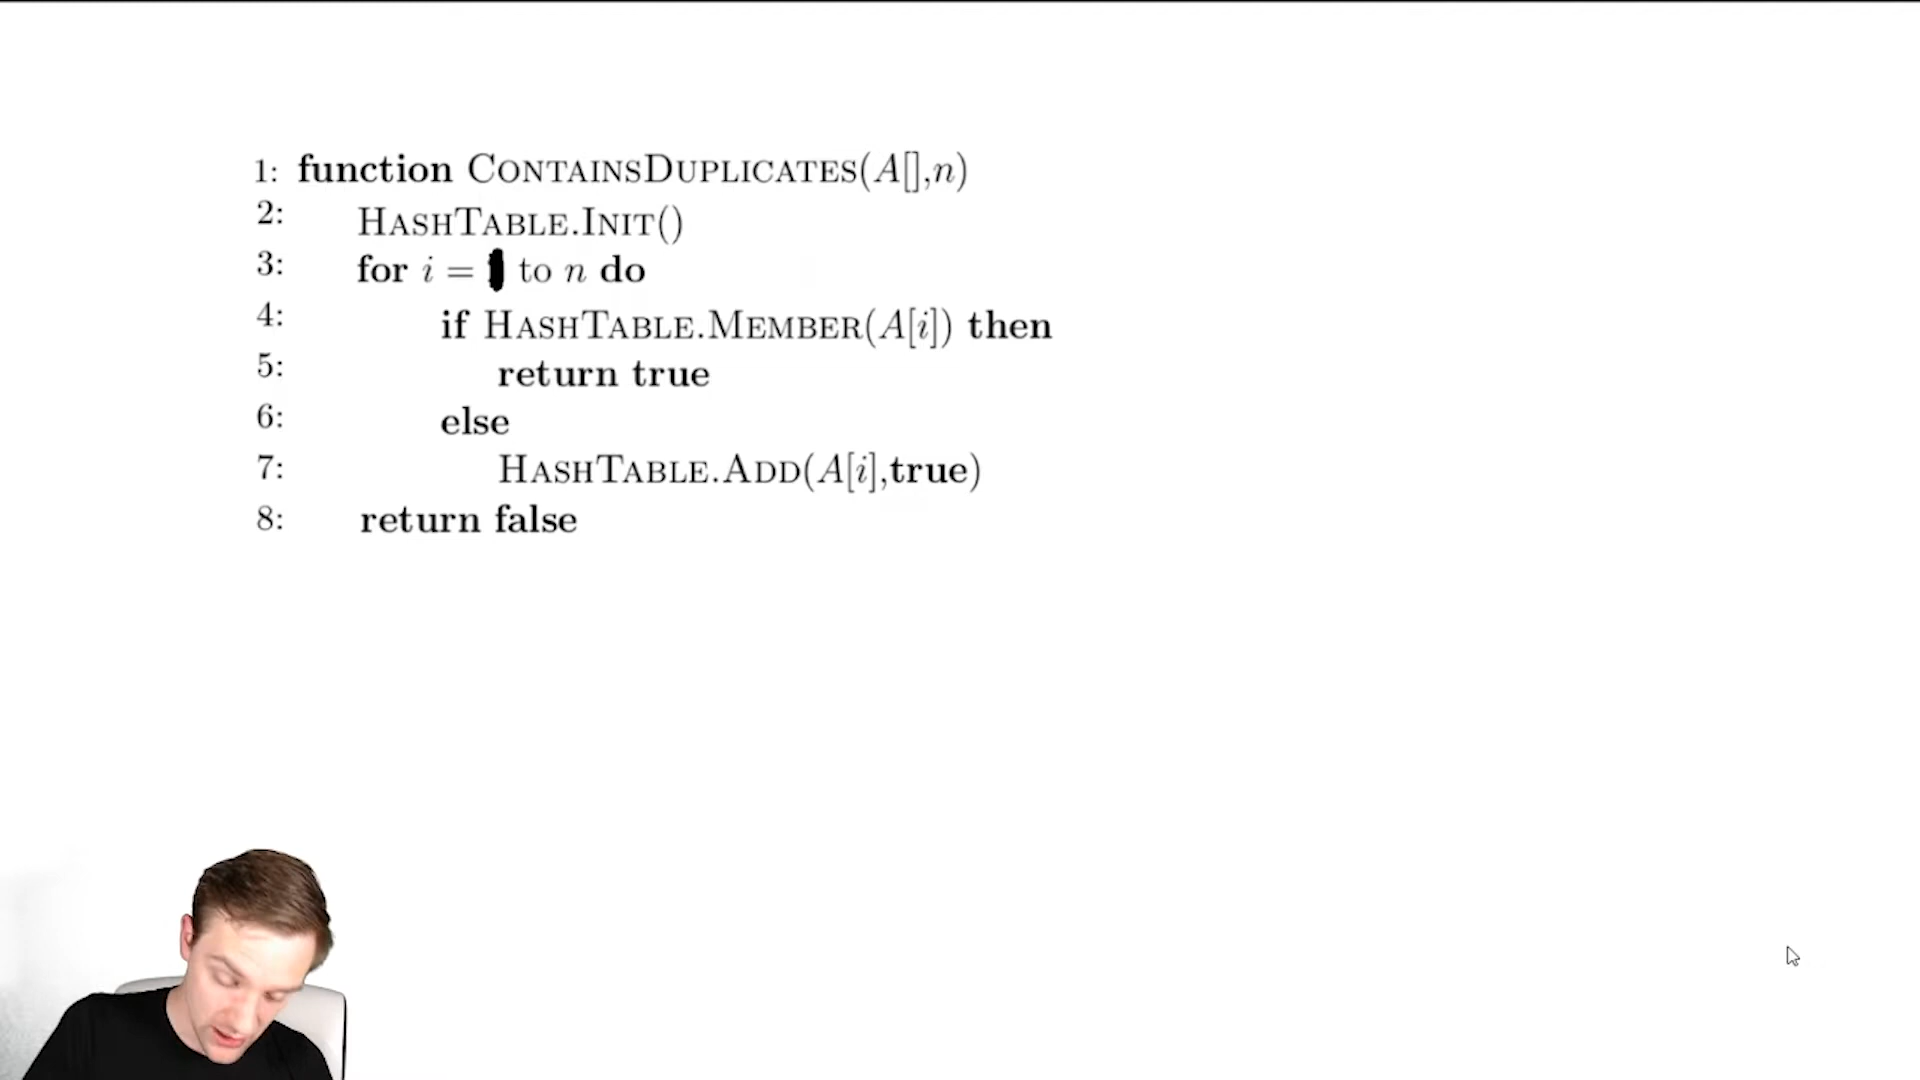 1: function CONTAINSDUPLICATES(A[],n)
2: HASHTABLE.INIT()
3: for i = to n do
4: if HASHTABLE.MEMBER(A[i]) then
5: return true
6: else
7: HASHTABLE.ADD(A[i],true)
8: return false